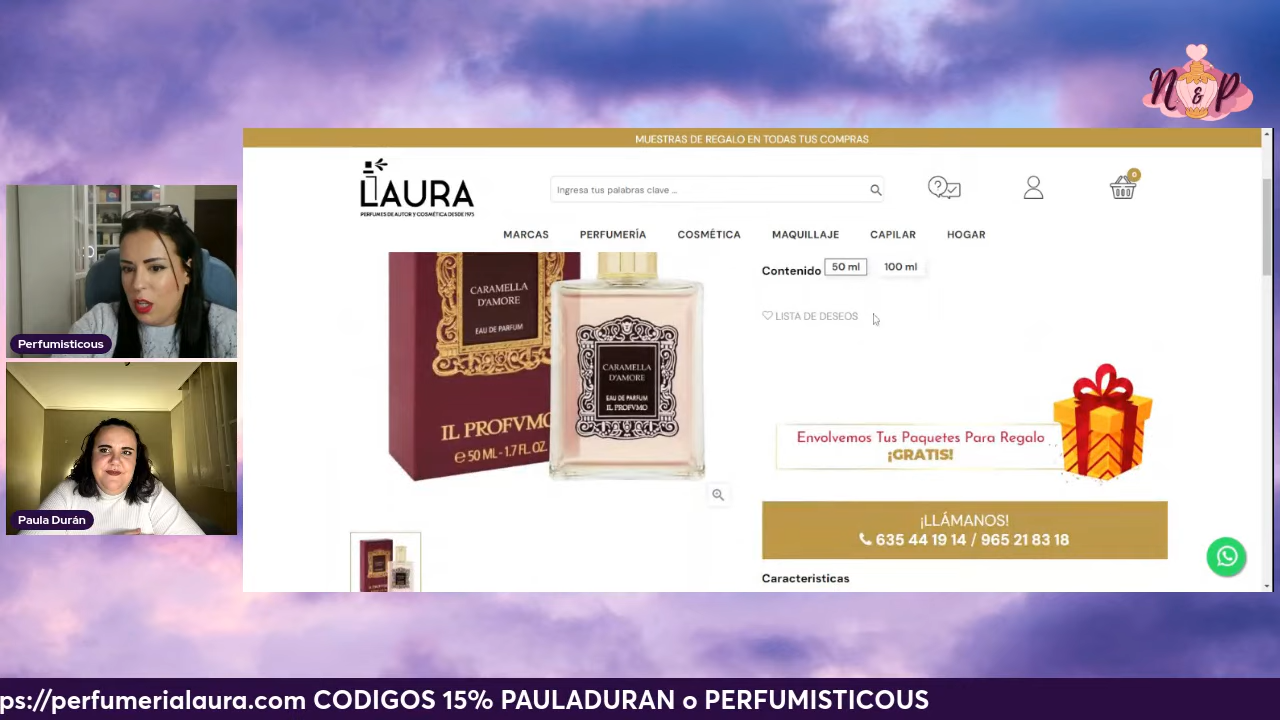 N & P
MUESTRAS DE REGALO EN TODAS TUS COMPRAS
LAURA
PERFUMES DE AUTOR Y COSMÉTICA DESDE 1975
Ingresa tus palabras clave ...
0
MARCAS PERFUMERÍA COSMÉTICA MAQUILLAJE CAPILAR HOGAR
CARAMELLA
D'AMORE
EAU DE PARFUM
IL PROFVMO
℮ 50 ML - 1.7 FL. OZ.
CARAMELLA
D'AMORE
EAU DE PARFUM
IL PROFVMO
Contenido 50 ml 100 ml
LISTA DE DESEOS
Envolvemos Tus Paquetes Para Regalo
¡GRATIS!
¡LLÁMANOS!
635 44 19 14 / 965 21 83 18
Caracteristicas
Perfumisticous
Paula Durán
ps://perfumerialaura.com CODIGOS 15% PAULADURAN o PERFUMISTICOUS